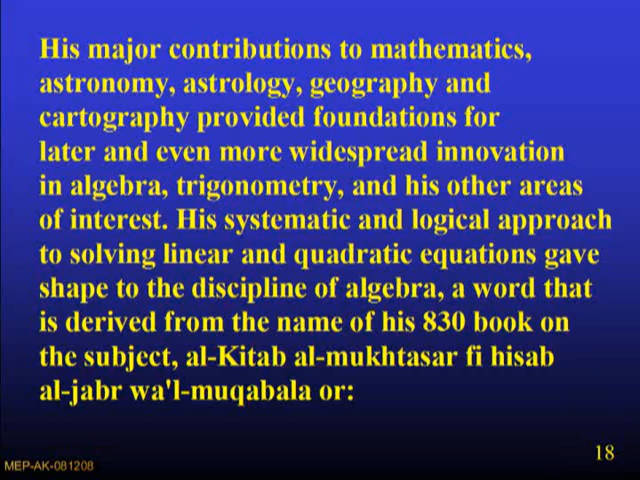 His major contributions to mathematics,
astronomy, astrology, geography and
cartography provided foundations for
later and even more widespread innovation
in algebra, trigonometry, and his other areas
of interest. His systematic and logical approach
to solving linear and quadratic equations gave
shape to the discipline of algebra, a word that
is derived from the name of his 830 book on
the subject, al-Kitab al-mukhtasar fi hisab
al-jabr wa'l-muqabala or:
18
MEP-AK-081208